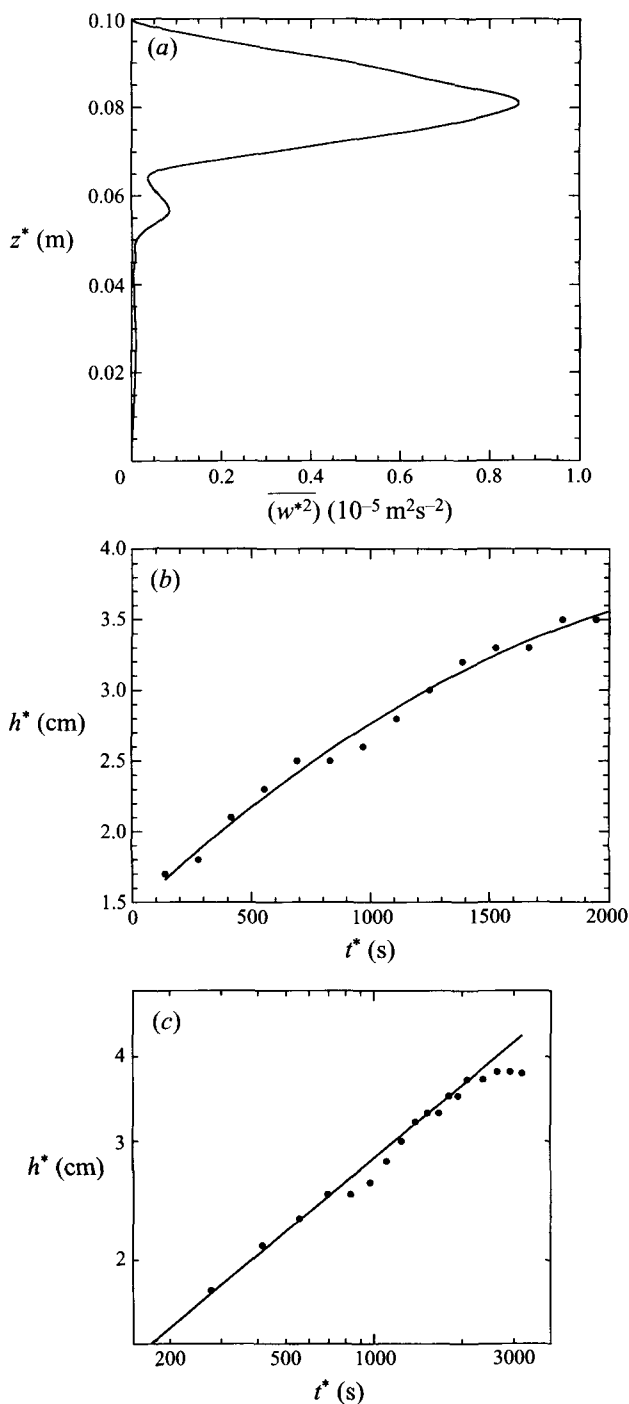 (a)
0.10
0.08
0.06
0.04
0.02
z* (m)
0 0.2 0.4 0.6 0.8 1.0
(w*²) (10⁻⁵ m²s⁻²)
(b)
4.0
3.5
3.0
2.5
2.0
1.5
h* (cm)
0 500 1000 1500 2000
t* (s)
(c)
4
3
2
h* (cm)
200 500 1000 3000
t* (s)